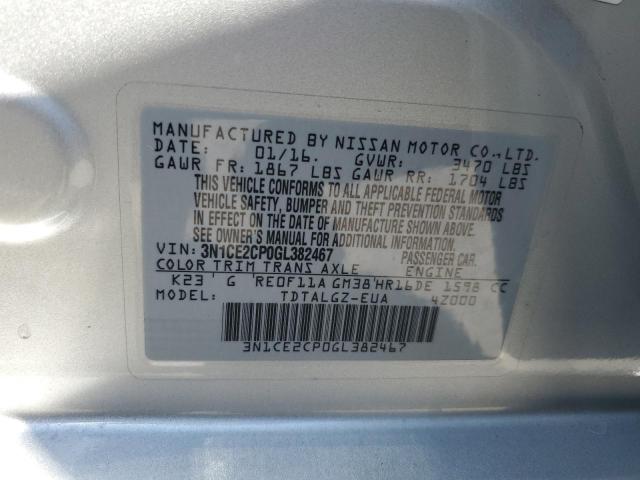 MANUFACTURED BY NISSAN MOTOR CO.,LTD.
DATE: 01/16. GVWR: 3470 LBS
GAWR FR: 1867 LBS GAWR RR: 1704 LBS
THIS VEHICLE CONFORMS TO ALL APPLICABLE FEDERAL MOTOR
VEHICLE SAFETY, BUMPER AND THEFT PREVENTION STANDARDS
IN EFFECT ON THE DATE OF MANUFACTURE SHOWN ABOVE.
SEE OWNER'S MANUAL FOR ADDITIONAL INFORMATION.
VIN: 3N1CE2CP0GL382467 PASSENGER CAR.
COLOR TRIM TRANS AXLE ENGINE
K23 ' G 'RE0F11A GM38'HR16DE 1598 CC
MODEL: TDTALGZ-EUA 4Z000
3N1CE2CP0GL382467